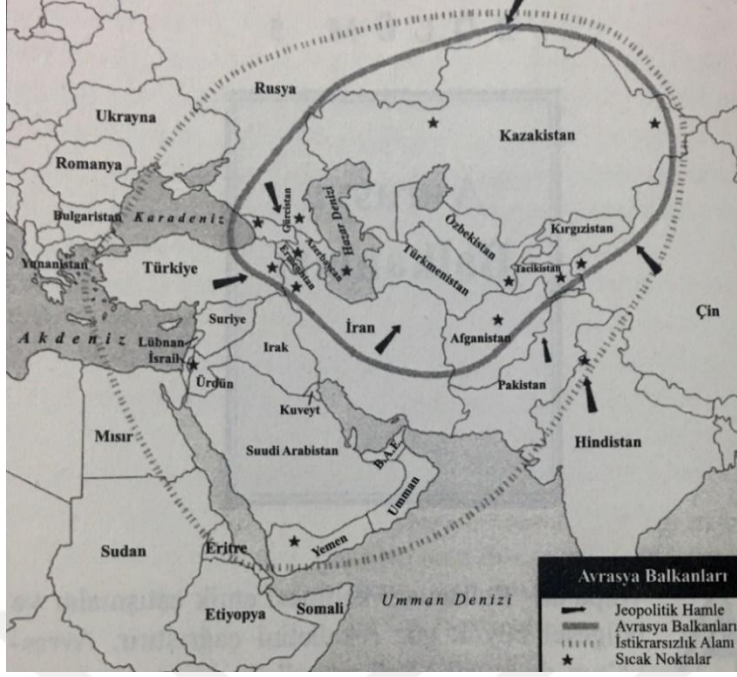 Rusya
Ukrayna
Kazakistan
Romanya
Bulgaristan
Karadeniz
Gürcistan
Hazar Denizi
Özbekistan
Kırgızistan
Yunanistan
Türkiye
Ermenistan
Azerbaycan
Türkmenistan
Tacikistan
Çin
Suriye
İran
Afganistan
Akdeniz
Lübnan
İsrail
Irak
Ürdün
Pakistan
Kuveyt
Mısır
Suudi Arabistan
B.A.E.
Hindistan
Umman
Sudan
Eritre
Yemen
Etiyopya
Somali
Umman Denizi
Avrasya Balkanları
Jeopolitik Hamle
Avrasya Balkanları
İstikrarsızlık Alanı
Sıcak Noktalar